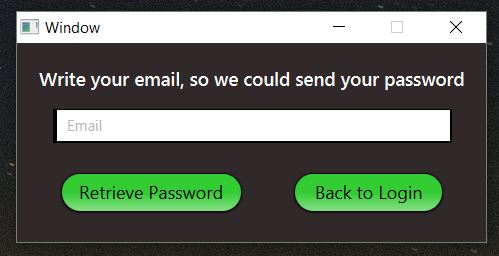 Window
Write your email, so we could send your password
Email
Retrieve Password
Back to Login